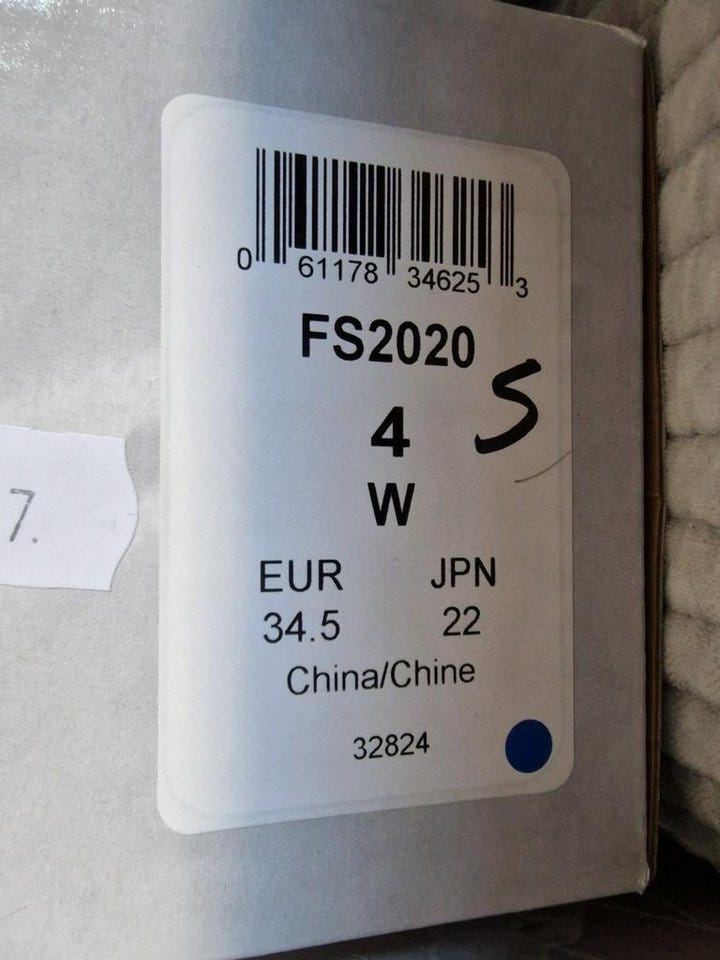 0 61178 34625 3
FS2020
S
4
W
7.
EUR JPN
34.5 22
China/Chine
32824